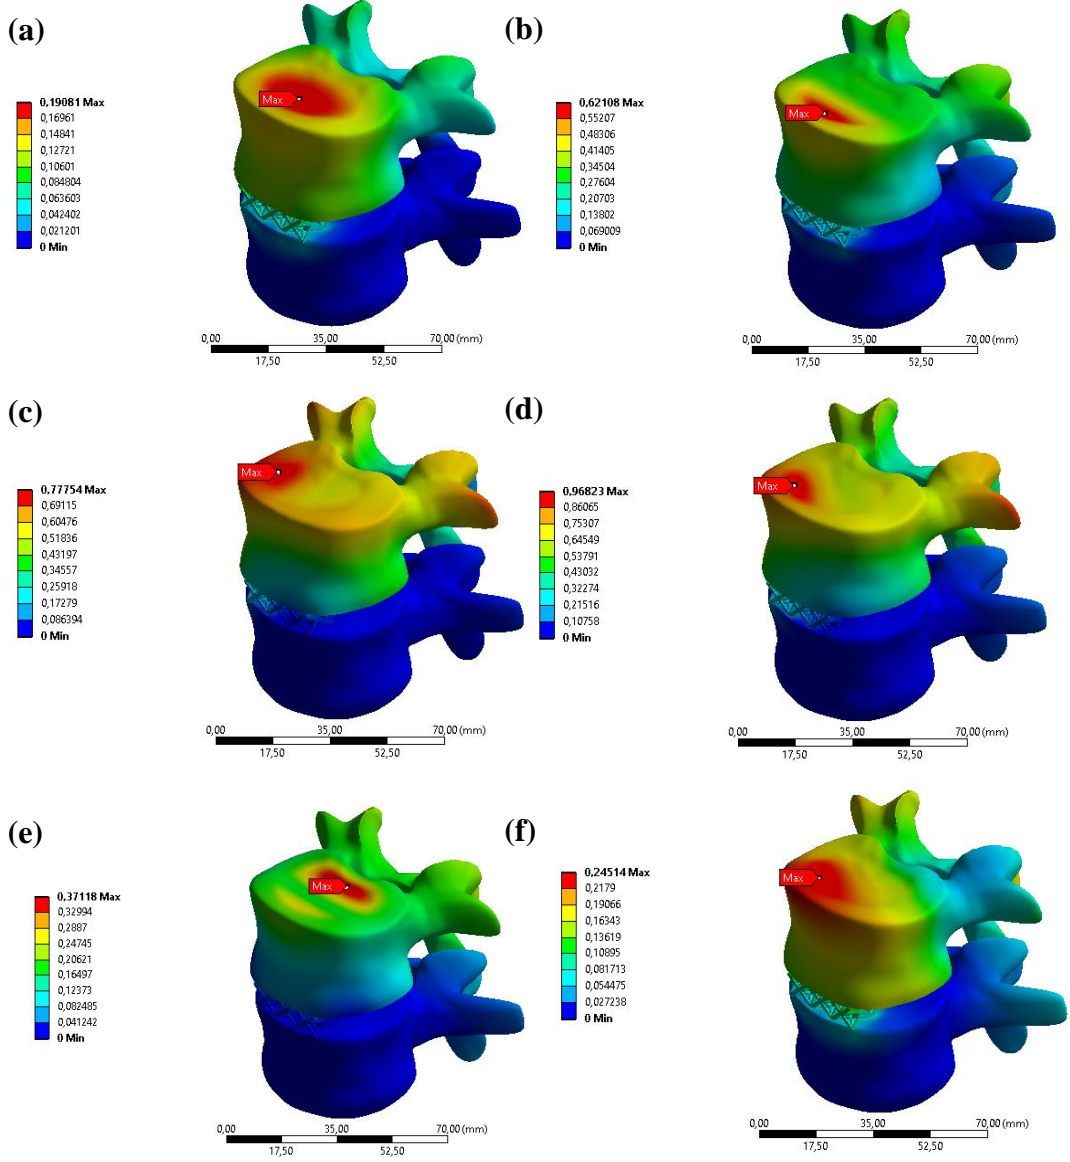 (a)
0,19081 Max
0,16961
0,14841
0,12721
0,10601
0,084804
0,063603
0,042402
0,021201
0 Min
Max
0,00 35,00 70,00 (mm)
17,50 52,50
(b)
0,62108 Max
0,55207
0,48306
0,41405
0,34504
0,27604
0,20703
0,13802
0,069009
0 Min
Max
0,00 35,00 70,00 (mm)
17,50 52,50
(c)
0,77754 Max
0,69115
0,60476
0,51836
0,43197
0,34557
0,25918
0,17279
0,086394
0 Min
Max
0,00 35,00 70,00 (mm)
17,50 52,50
(d)
0,96823 Max
0,86065
0,75307
0,64549
0,53791
0,43032
0,32274
0,21516
0,10758
0 Min
Max
0,00 35,00 70,00 (mm)
17,50 52,50
(e)
0,37118 Max
0,32994
0,2887
0,24745
0,20621
0,16497
0,12373
0,082485
0,041242
0 Min
Max
0,00 35,00 70,00 (mm)
17,50 52,50
(f)
0,24514 Max
0,2179
0,19066
0,16343
0,13619
0,10895
0,081713
0,054475
0,027238
0 Min
Max
0,00 35,00 70,00 (mm)
17,50 52,50